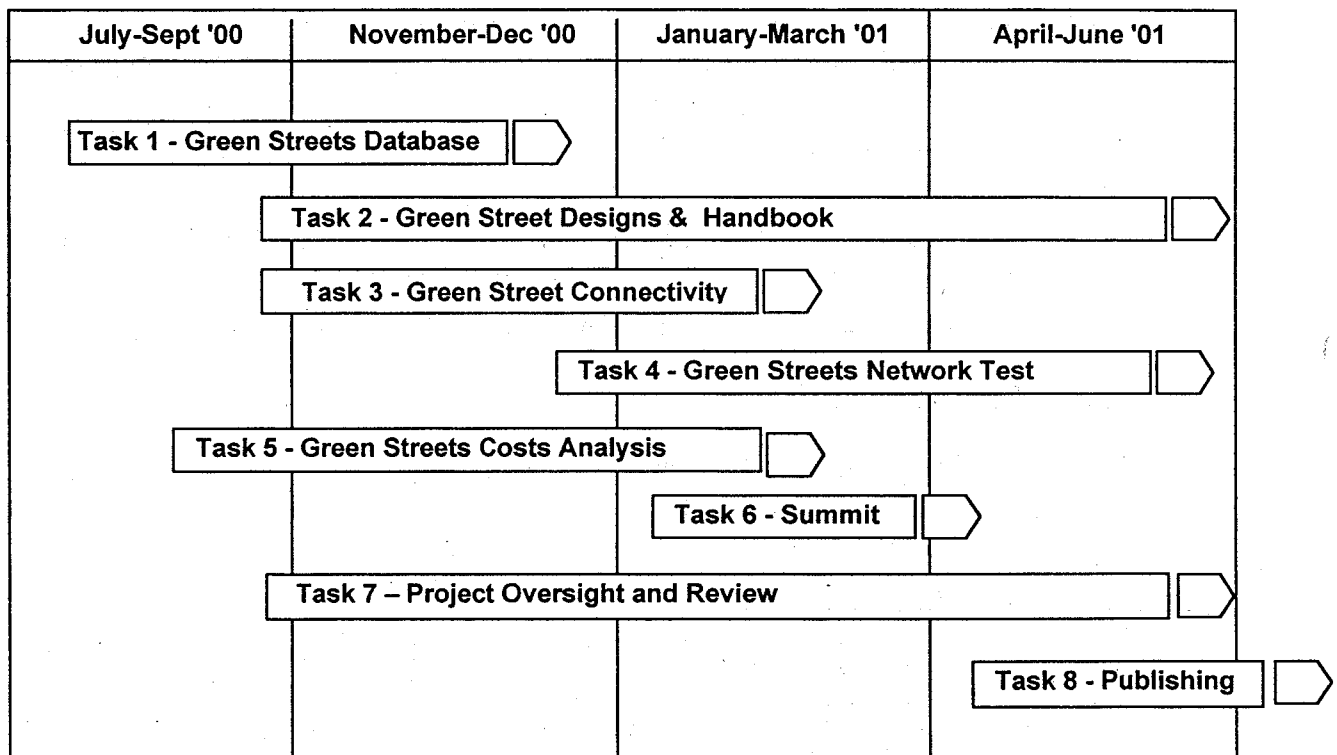 July-Sept '00
November-Dec '00
January-March '01
April-June '01
Task 1 - Green Streets Database
Task 2 - Green Street Designs & Handbook
Task 3 - Green Street Connectivity
Task 4 - Green Streets Network Test
Task 5 - Green Streets Costs Analysis
Task 6 - Summit
Task 7 – Project Oversight and Review
Task 8 - Publishing